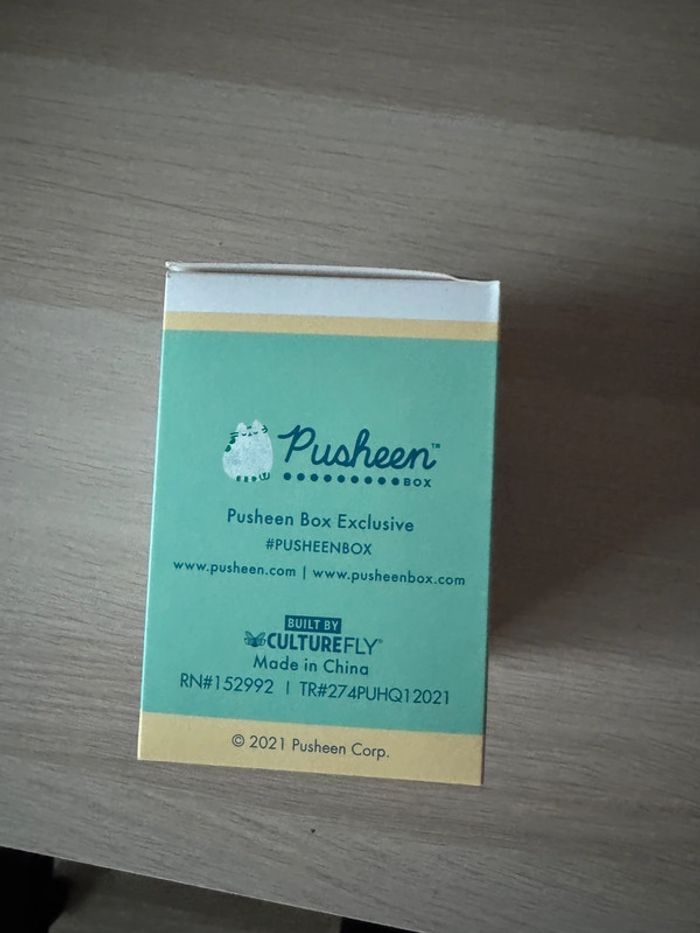 Pusheen™
BOX
Pusheen Box Exclusive
#PUSHEENBOX
www.pusheen.com | www.pusheenbox.com
BUILT BY
CULTUREFLY®
Made in China
RN#152992 | TR#274PUHQ12021
© 2021 Pusheen Corp.